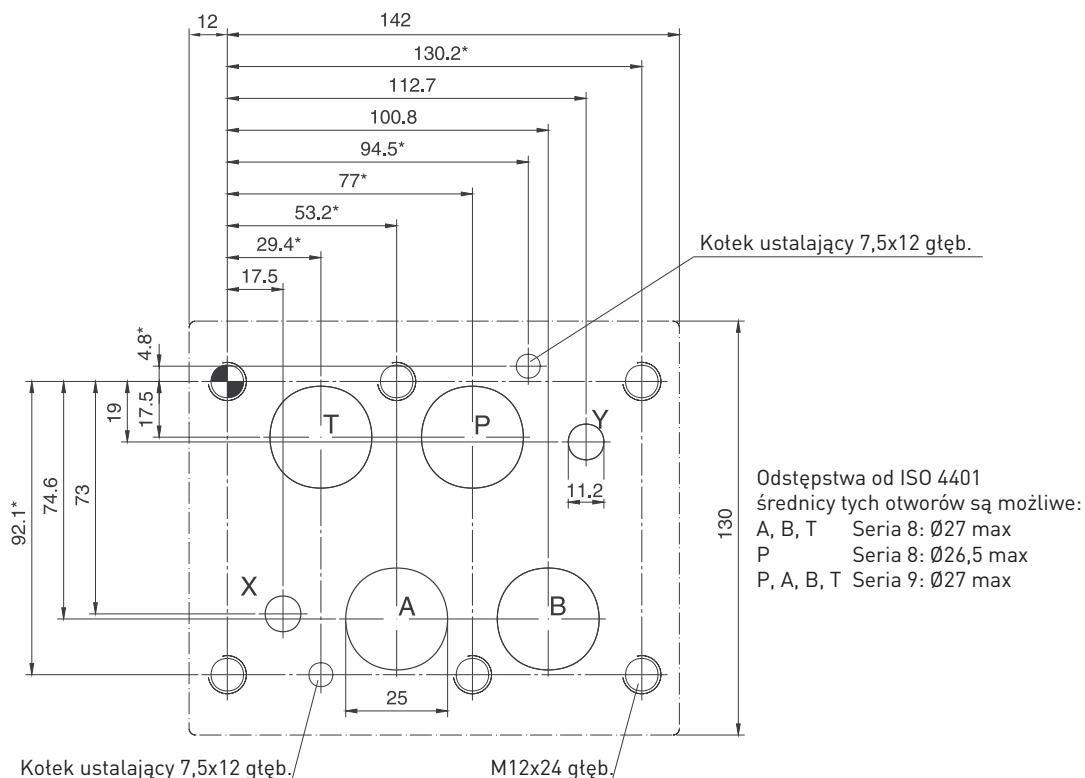 12
142
130.2*
112.7
100.8
94.5*
77*
53.2*
29.4*
17.5
Kołek ustalający 7,5x12 głęb.
4.8*
19
17.5
92.1*
74.6
73
T
P
Y
11.2
130
X
A
B
25
Odstępstwa od ISO 4401
średnicy tych otworów są możliwe:
A, B, T Seria 8: Ø27 max
P Seria 8: Ø26,5 max
P, A, B, T Seria 9: Ø27 max
Kołek ustalający 7,5x12 głęb.
M12x24 głęb.